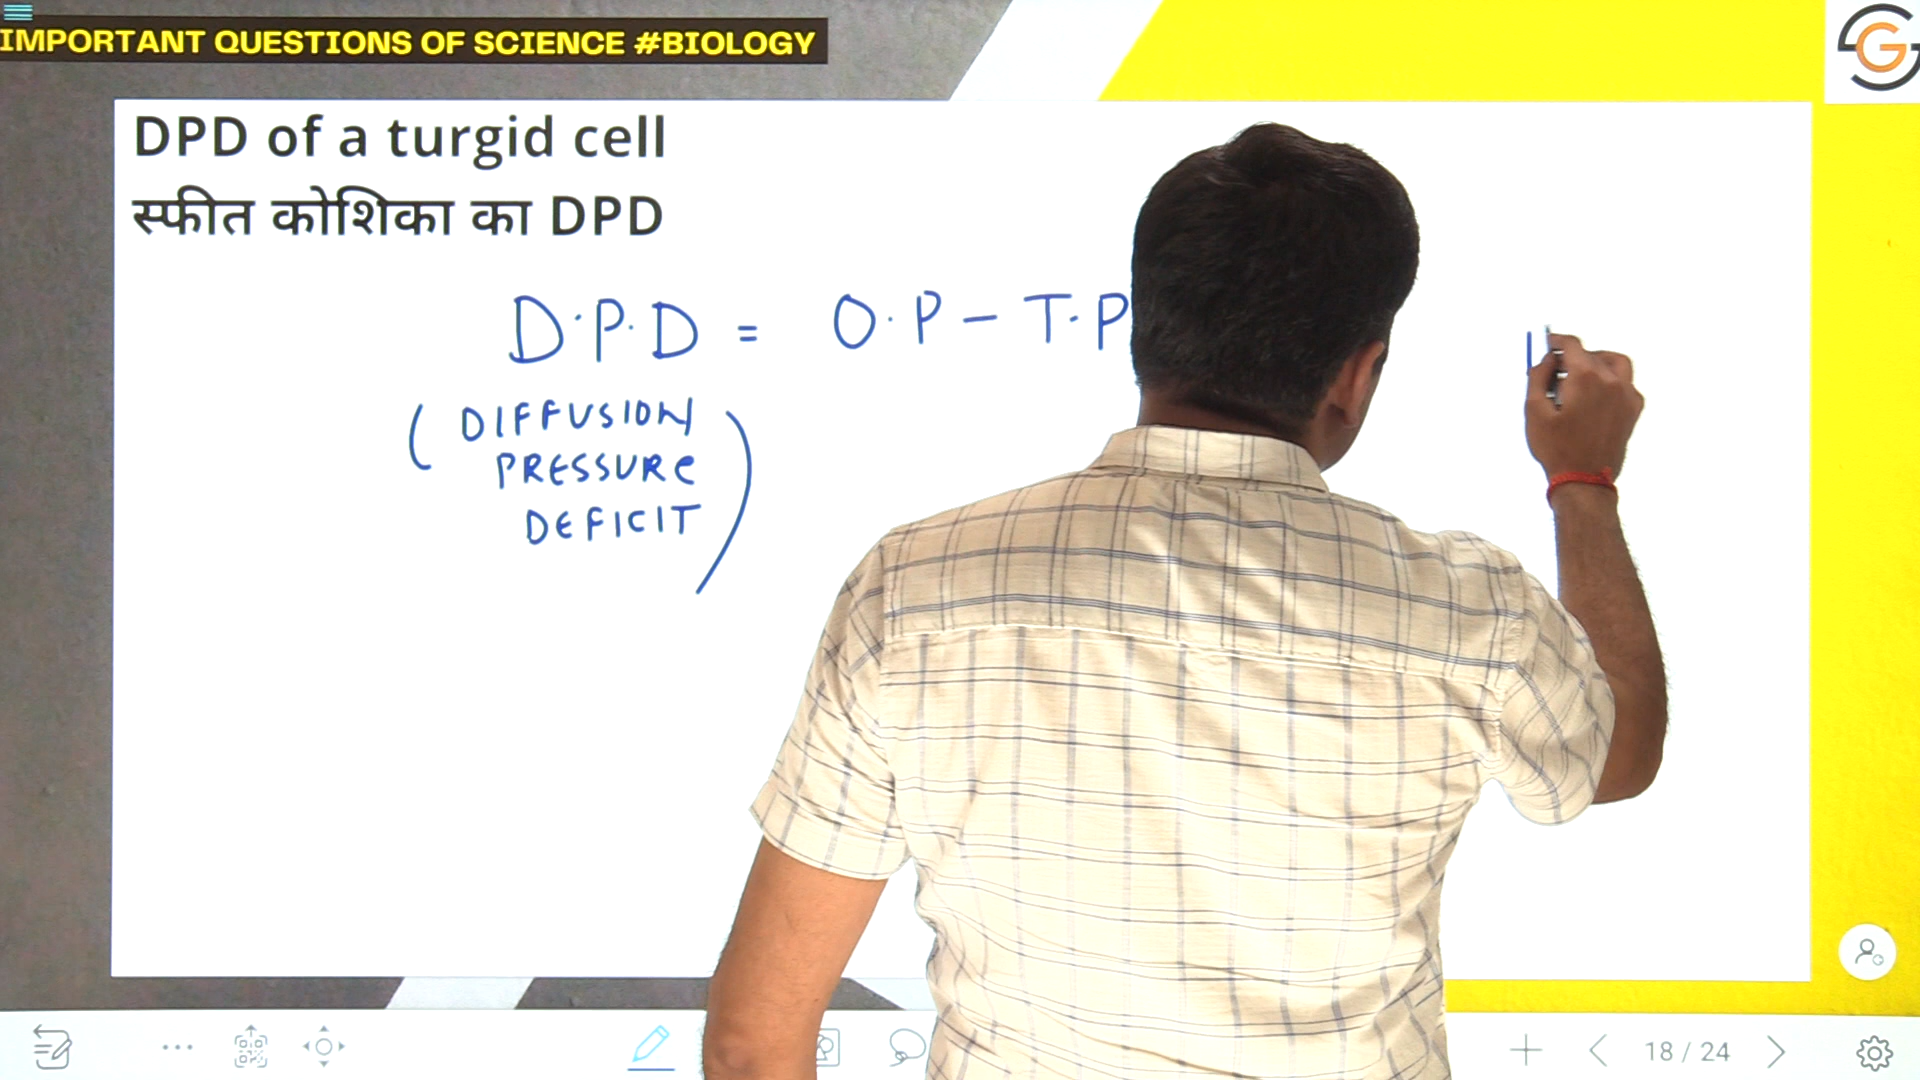 IMPORTANT QUESTIONS OF SCIENCE #BIOLOGY
G
DPD of a turgid cell
स्फीत कोशिका का DPD
D.P.D = O.P - T.P
( DIFFUSION
PRESSURE
DEFICIT )
18 / 24